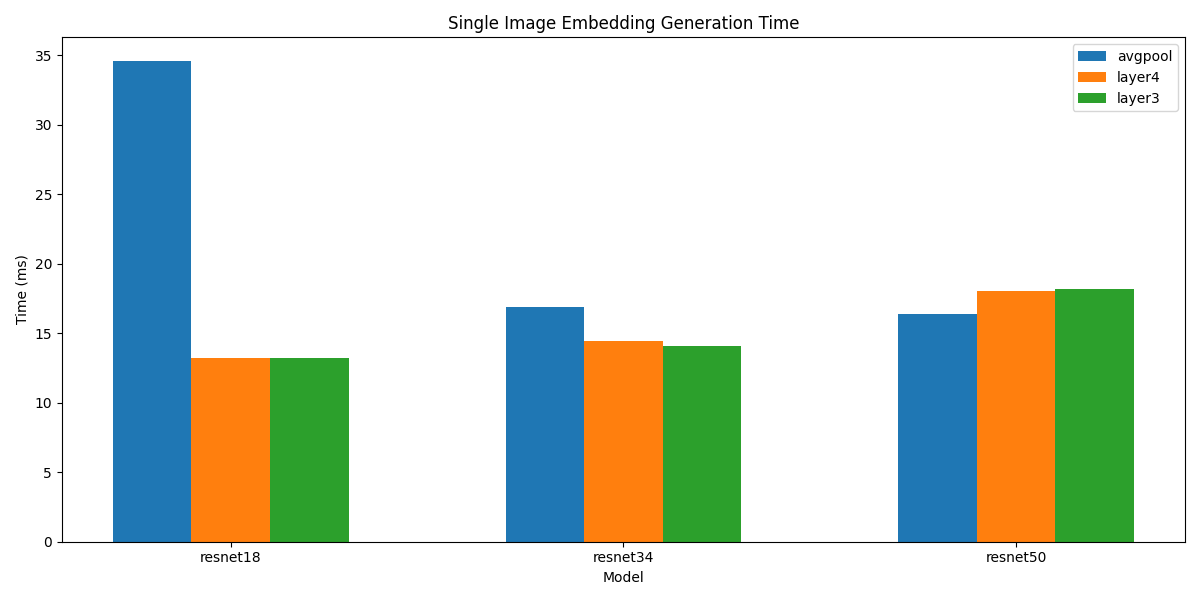 Single Image Embedding Generation Time
avgpool
layer4
layer3
Time (ms)
35
30
25
20
15
10
5
0
resnet18
resnet34
resnet50
Model